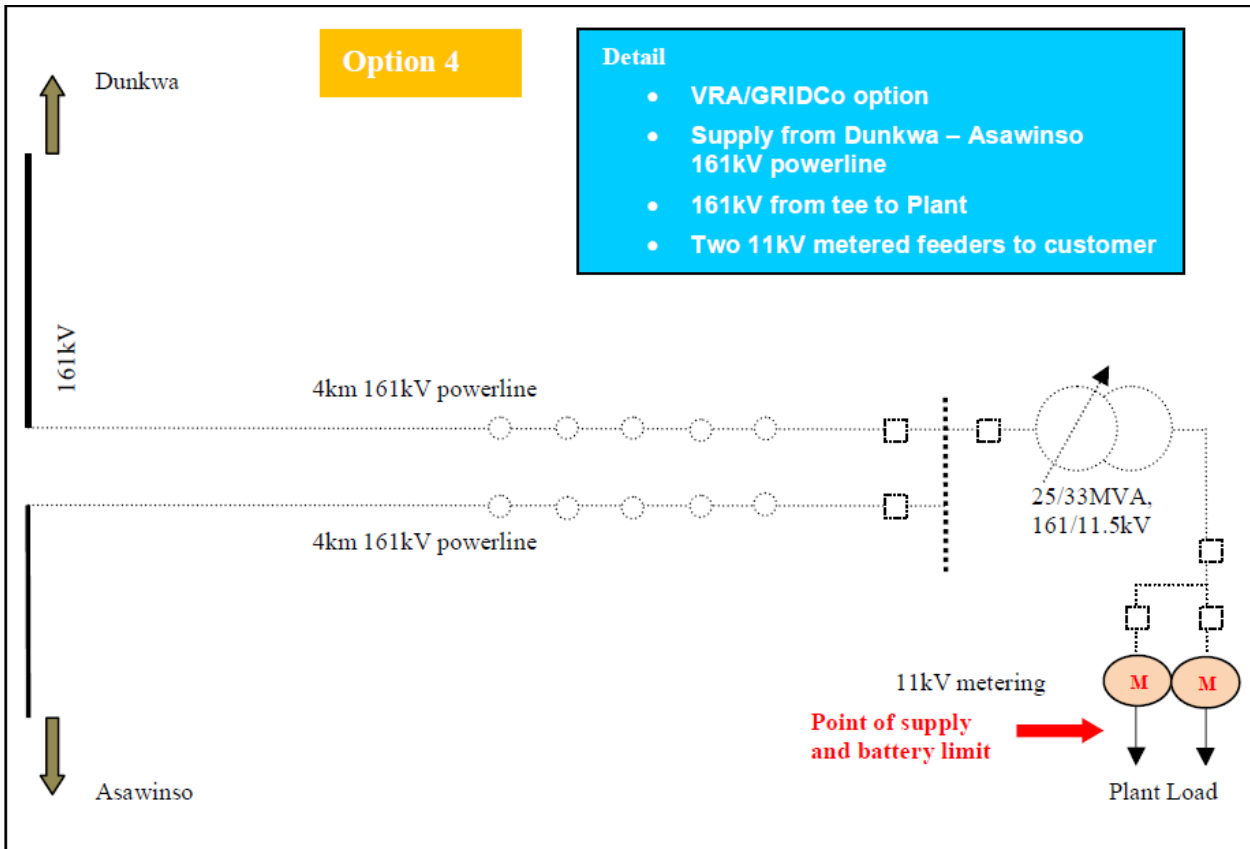 Dunkwa
Option 4
Detail
• VRA/GRIDCo option
• Supply from Dunkwa – Asawinso
161kV powerline
• 161kV from tee to Plant
• Two 11kV metered feeders to customer
161kV
4km 161kV powerline
25/33MVA,
161/11.5kV
4km 161kV powerline
11kV metering
M M
Point of supply
and battery limit
Asawinso
Plant Load